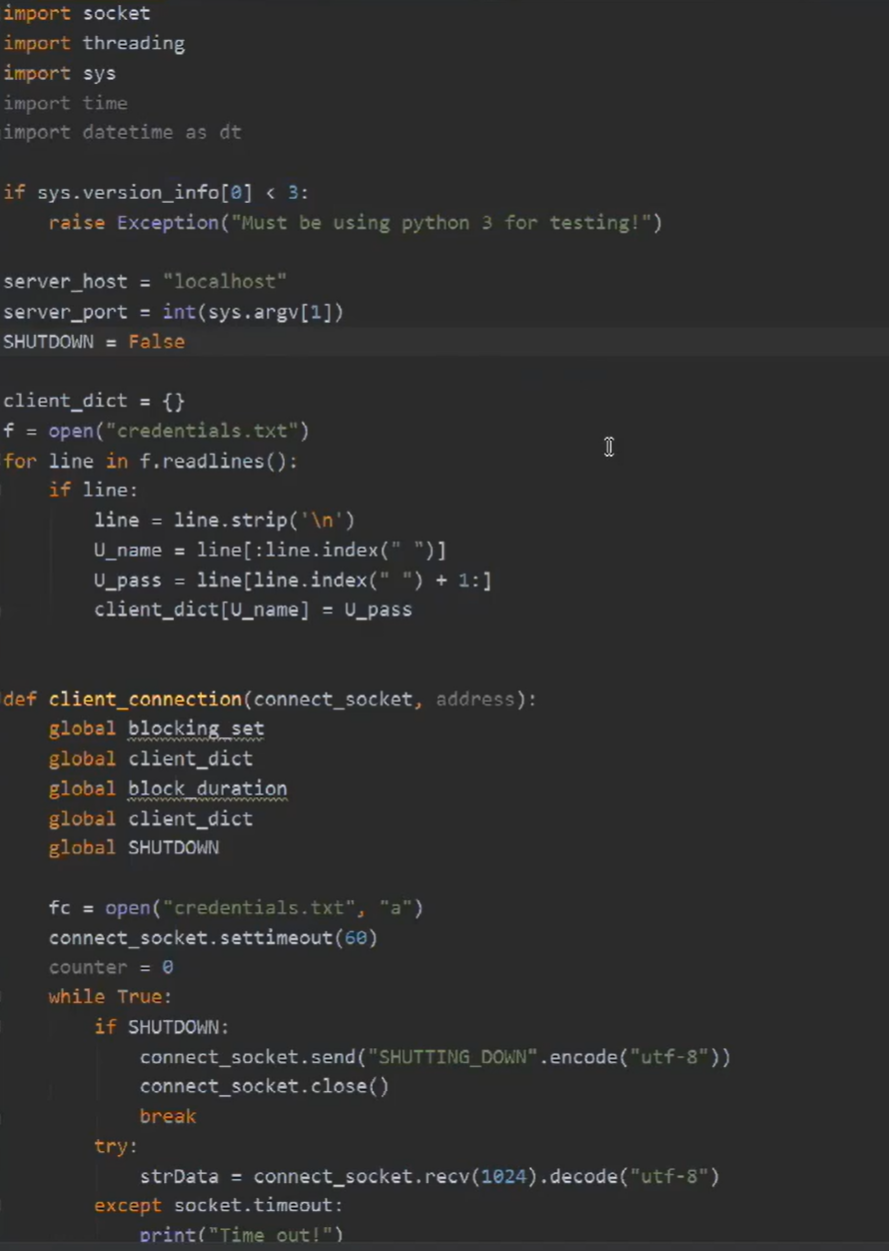 import socket
import threading
import sys
import time
import datetime as dt
if sys.version_info[0] < 3:
    raise Exception("Must be using python 3 for testing!")
server_host = "localhost"
server_port = int(sys.argv[1])
SHUTDOWN = False
client_dict = {}
f = open("credentials.txt")
for line in f.readlines():
    if line:
        line = line.strip('\n')
        U_name = line[:line.index(" ")]
        U_pass = line[line.index(" ") + 1:]
        client_dict[U_name] = U_pass
def client_connection(connect_socket, address):
    global blocking_set
    global client_dict
    global block_duration
    global client_dict
    global SHUTDOWN
    fc = open("credentials.txt", "a")
    connect_socket.settimeout(60)
    counter = 0
    while True:
        if SHUTDOWN:
            connect_socket.send("SHUTTING_DOWN".encode("utf-8"))
            connect_socket.close()
            break
        try:
            strData = connect_socket.recv(1024).decode("utf-8")
        except socket.timeout:
            print("Time out!")